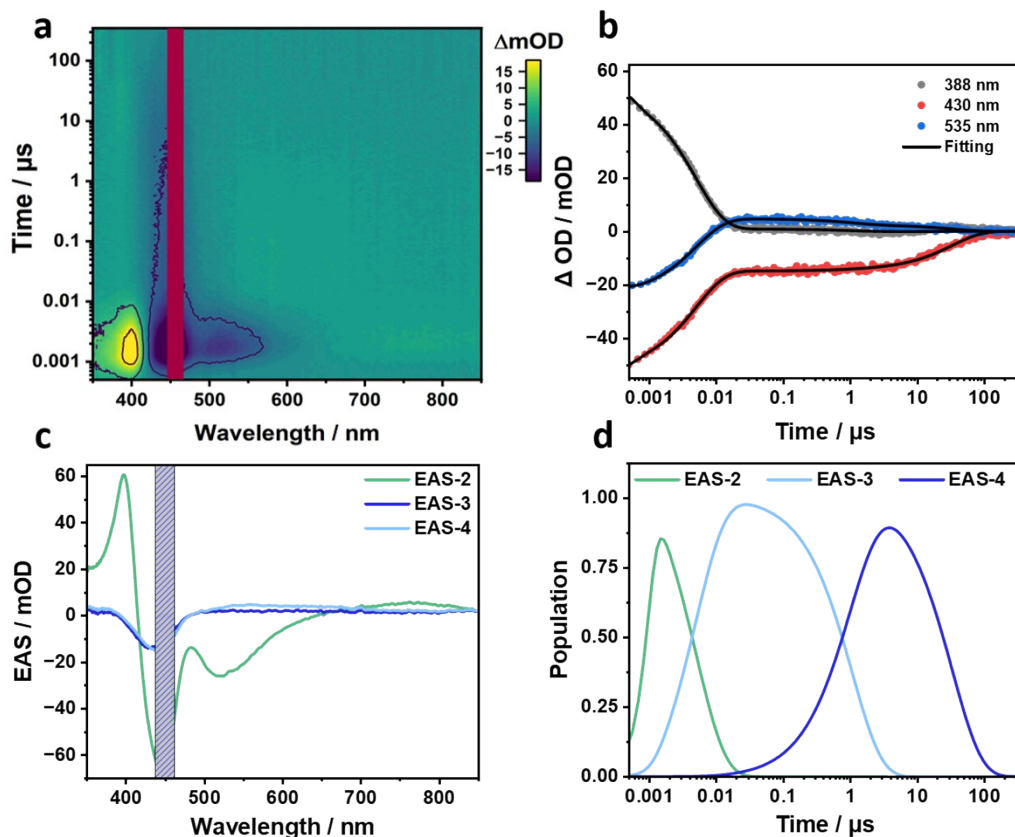 a
ΔmOD
15
10
5
0
−5
−10
−15
100
10
1
0.1
0.01
0.001
Time / µs
400 500 600 700 800
Wavelength / nm
b
388 nm
430 nm
535 nm
Fitting
60
40
20
0
−20
−40
Δ OD / mOD
0.001 0.01 0.1 1 10 100
Time / µs
c
EAS-2
EAS-3
EAS-4
60
40
20
0
−20
−40
−60
EAS / mOD
400 500 600 700 800
Wavelength / nm
d
EAS-2 EAS-3 EAS-4
1.00
0.75
0.50
0.25
0.00
Population
0.001 0.01 0.1 1 10 100
Time / µs